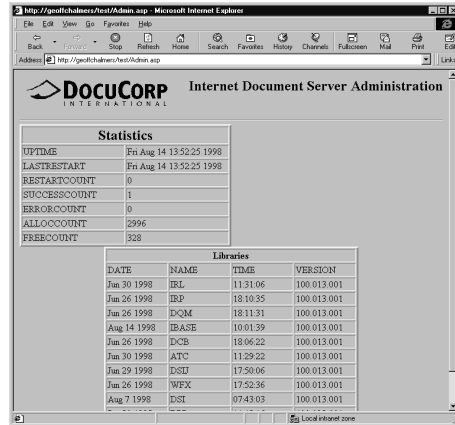 http://geoffchalmers/test/Admin.asp - Microsoft Internet Explorer
File Edit View Go Favorites Help
Back Forward Stop Refresh Home Search Favorites History Channels Fullscreen Mail Print Edit
Address http://geoffchalmers/test/Admin.asp Links
DOCUCORP
INTERNATIONAL
Internet Document Server Administration
Statistics
UPTIME Fri Aug 14 13:52:25 1998
LASTRESTART Fri Aug 14 13:52:25 1998
RESTARTCOUNT 0
SUCCESSCOUNT 1
ERRORCOUNT 0
ALLOCCOUNT 2996
FREECOUNT 328
Libraries
DATE NAME TIME VERSION
Jun 30 1998 IRL 11:31:06 100.013.001
Jun 26 1998 IRP 18:10:35 100.013.001
Jun 26 1998 DQM 18:11:31 100.013.001
Aug 14 1998 IBASE 10:01:39 100.013.001
Jun 26 1998 DCB 18:06:22 100.013.001
Jun 30 1998 ATC 11:29:22 100.013.001
Jun 29 1998 DSIJ 17:50:06 100.013.001
Jun 26 1998 WFX 17:52:36 100.013.001
Aug 7 1998 DSI 07:43:03 100.013.001
Local intranet zone